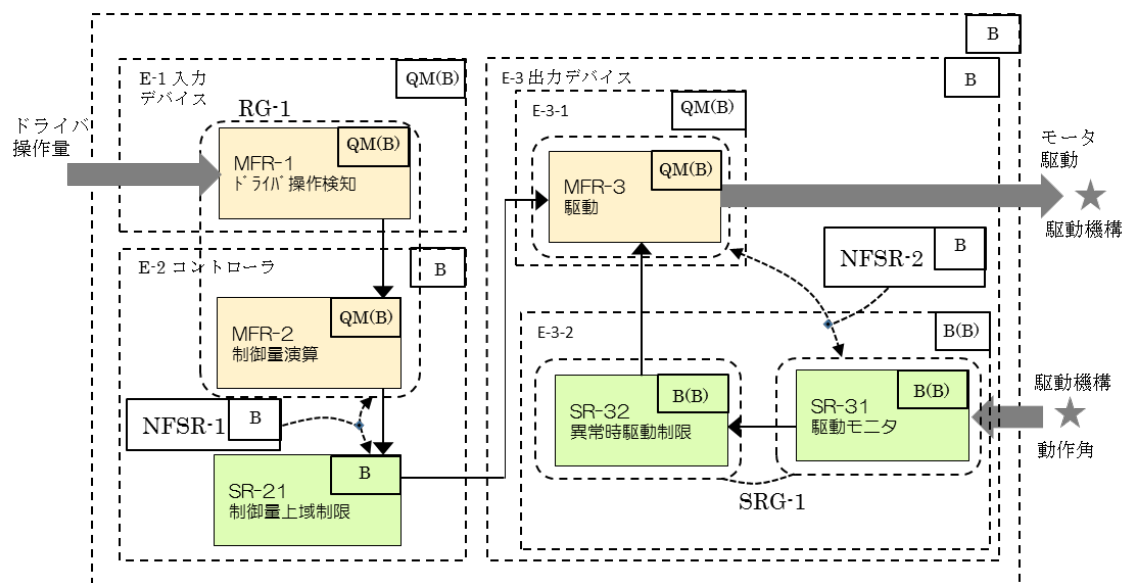 B
E-1 入力
デバイス
QM(B)
RG-1
MFR-1
ドライバ操作検知
QM(B)
ドライバ
操作量
E-2 コントローラ
B
MFR-2
制御量演算
QM(B)
NFSR-1
B
SR-21
制御量上域制限
B
E-3 出力デバイス
B
E-3-1
QM(B)
MFR-3
駆動
QM(B)
モータ
駆動
駆動機構
NFSR-2
B
E-3-2
B(B)
SR-32
異常時駆動制限
B(B)
SR-31
駆動モニタ
B(B)
SRG-1
駆動機構
動作角